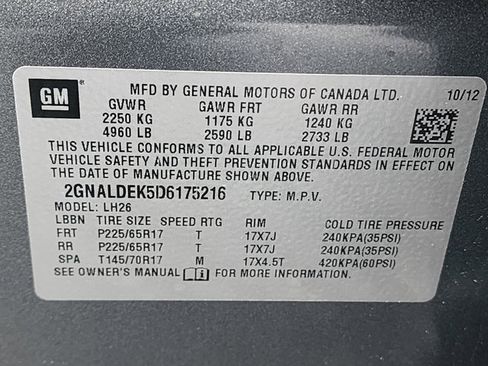 GM
MFD BY GENERAL MOTORS OF CANADA LTD. 10/12
GVWR GAWR FRT GAWR RR
2250 KG 1175 KG 1240 KG
4960 LB 2590 LB 2733 LB
THIS VEHICLE CONFORMS TO ALL APPLICABLE U.S. FEDERAL MOTOR
VEHICLE SAFETY AND THEFT PREVENTION STANDARDS IN EFFECT ON
THE DATE OF MANUFACTURE SHOWN ABOVE.
2GNALDEK5D6175216 TYPE: M.P.V.
MODEL: LH26
LBBN TIRE SIZE SPEED RTG RIM COLD TIRE PRESSURE
FRT P225/65R17 T 17X7J 240KPA(35PSI)
RR P225/65R17 T 17X7J 240KPA(35PSI)
SPA T145/70R17 M 17X4.5T 420KPA(60PSI)
SEE OWNER'S MANUAL FOR MORE INFORMATION.